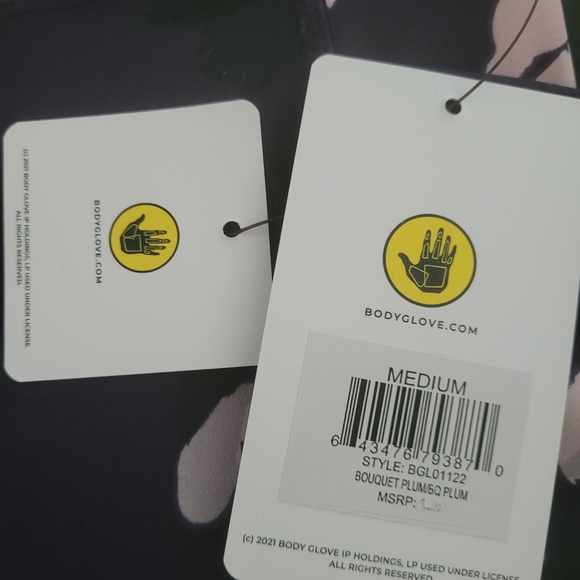 (c) 2021 BODY GLOVE IP HOLDINGS, LP USED UNDER LICENSE.
ALL RIGHTS RESERVED.
BODYGLOVE.COM
BODYGLOVE.COM
MEDIUM
6 43476 79387 0
STYLE: BGL01122
BOUQUET PLUM/BQ PLUM
MSRP:
(c) 2021 BODY GLOVE IP HOLDINGS, LP USED UNDER LICENSE
ALL RIGHTS RESERVED.